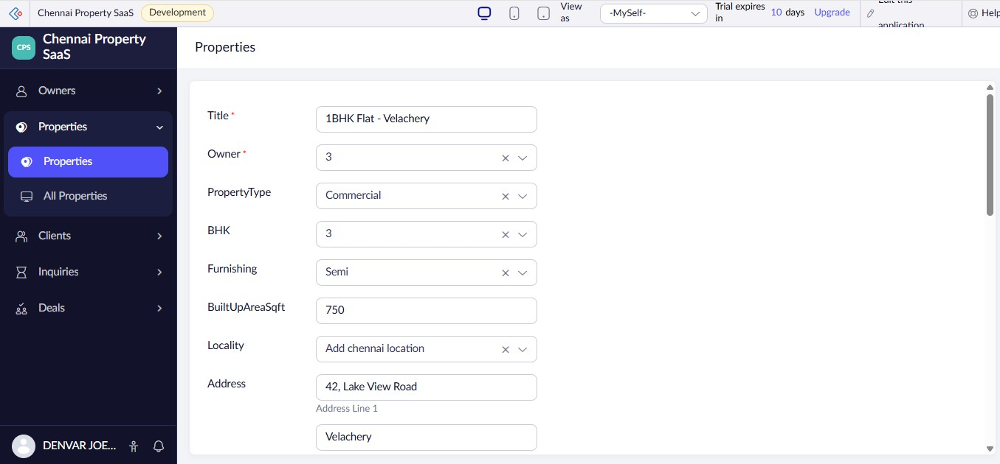 Chennai Property SaaS
Development
View as
-MySelf-
Trial expires in
10 days
Upgrade
Edit this application
Help
CPS
Chennai Property SaaS
Owners
Properties
Properties
All Properties
Clients
Inquiries
Deals
DENVAR JOE...
Properties
Title *
1BHK Flat - Velachery
Owner *
3
PropertyType
Commercial
BHK
3
Furnishing
Semi
BuiltUpAreaSqft
750
Locality
Add chennai location
Address
42, Lake View Road
Address Line 1
Velachery